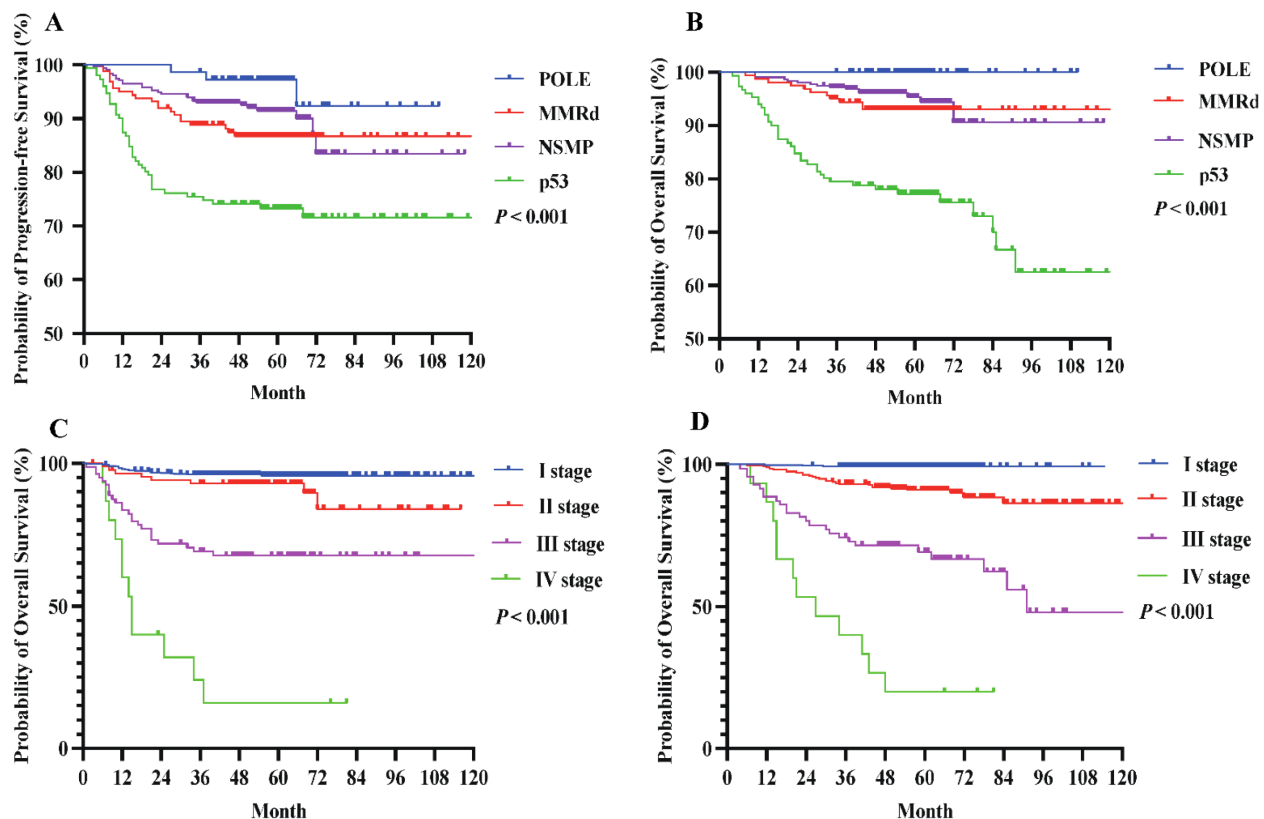 A
Probability of Progression-free Survival (%)
100
90
80
70
60
50
0 12 24 36 48 60 72 84 96 108 120
Month
POLE
MMRd
NSMP
p53
P < 0.001
B
Probability of Overall Survival (%)
100
90
80
70
60
50
0 12 24 36 48 60 72 84 96 108 120
Month
POLE
MMRd
NSMP
p53
P < 0.001
C
Probability of Overall Survival (%)
100
50
0
0 12 24 36 48 60 72 84 96 108 120
Month
I stage
II stage
III stage
IV stage
P < 0.001
D
Probability of Overall Survival (%)
100
50
0
0 12 24 36 48 60 72 84 96 108 120
Month
I stage
II stage
III stage
IV stage
P < 0.001